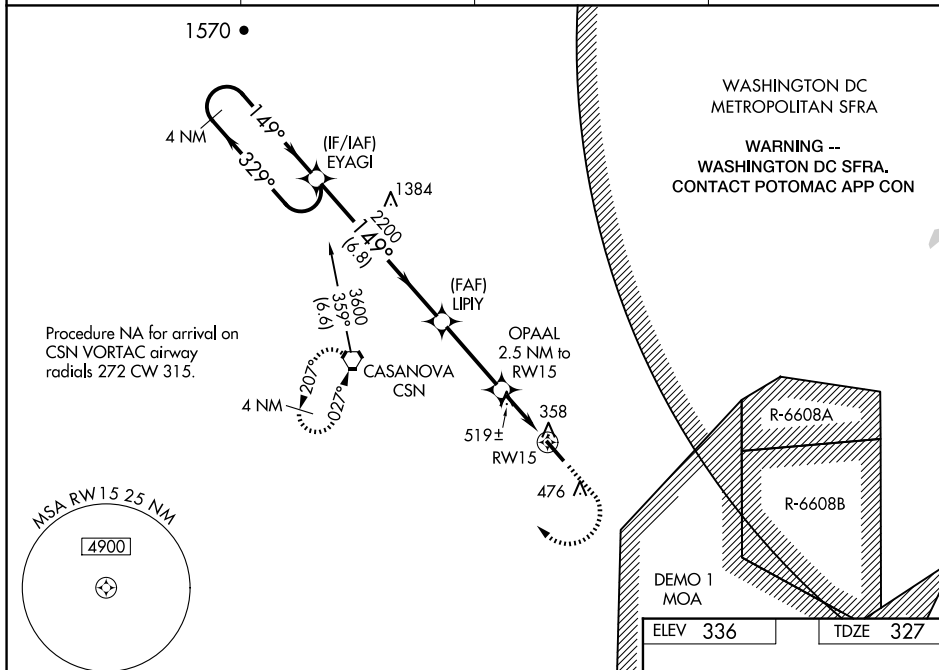 1570
WASHINGTON DC
METROPOLITAN SFRA
WARNING --
WASHINGTON DC SFRA.
CONTACT POTOMAC APP CON
4 NM
149°
329°
(IF/IAF)
EYAGI
1384
2200
149°
(6.8)
(FAF)
LIPIY
3600
359°
(6.6)
Procedure NA for arrival on
CSN VORTAC airway
radials 272 CW 315.
OPAAL
2.5 NM to
RW15
CASANOVA
CSN
207°
027°
4 NM
519±
358
RW15
476
R-6608A
R-6608B
MSA RW15 25 NM
4900
DEMO 1
MOA
ELEV 336
TDZE 327